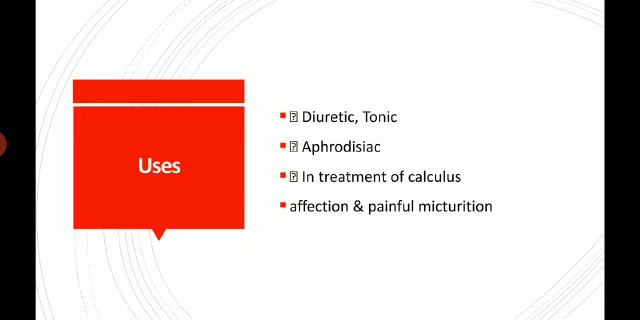 Uses
⍰ Diuretic, Tonic
⍰ Aphrodisiac
⍰ In treatment of calculus
affection & painful micturition